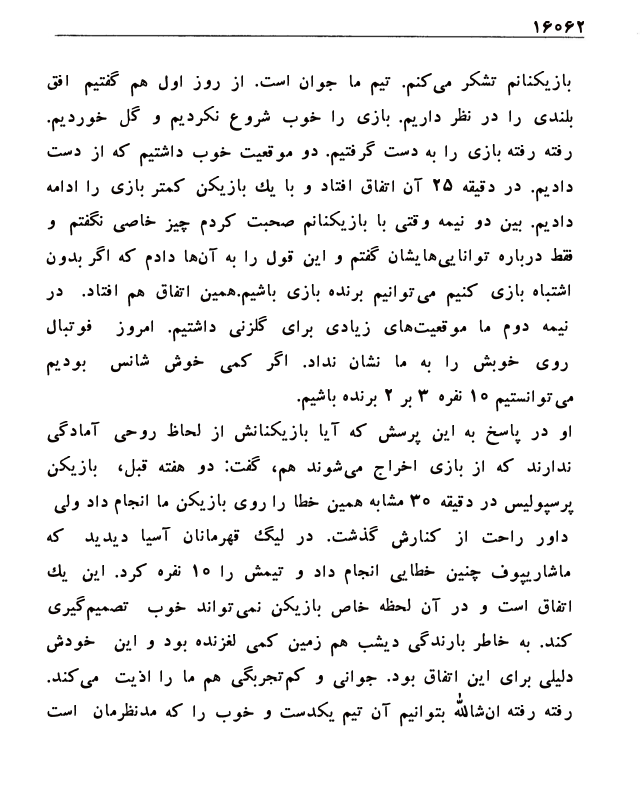 ۱۶۰۶۲
بازیکنانم تشکر می‌کنم. تیم ما جوان است. از روز اول هم گفتیم افق
بلندی را در نظر داریم. بازی را خوب شروع نکردیم و گل خوردیم.
رفته رفته بازی را به دست گرفتیم. دو موقعیت خوب داشتیم که از دست
دادیم. در دقیقه ۲۵ آن اتفاق افتاد و با یك بازیکن کمتر بازی را ادامه
دادیم. بین دو نیمه وقتی با بازیکنانم صحبت کردم چیز خاصی نگفتم و
فقط درباره توانایی‌هایشان گفتم و این قول را به آن‌ها دادم که اگر بدون
اشتباه بازی کنیم می‌توانیم برنده بازی باشیم.همین اتفاق هم افتاد. در
نیمه دوم ما موقعیت‌های زیادی برای گلزنی داشتیم. امروز فوتبال
روی خوبش را به ما نشان نداد. اگر کمی خوش شانس بودیم
می‌توانستیم ۱۰ نفره ۳ بر ۲ برنده باشیم.
او در پاسخ به این پرسش که آیا بازیکنانش از لحاظ روحی آمادگی
ندارند که از بازی اخراج می‌شوند هم، گفت: دو هفته قبل، بازیکن
پرسپولیس در دقیقه ۳۰ مشابه همین خطا را روی بازیکن ما انجام داد ولی
داور راحت از کنارش گذشت. در لیگ قهرمانان آسیا دیدید که
ماشاریپوف چنین خطایی انجام داد و تیمش را ۱۰ نفره کرد. این یك
اتفاق است و در آن لحظه خاص بازیکن نمی‌تواند خوب تصمیم‌گیری
کند. به خاطر بارندگی دیشب هم زمین کمی لغزنده بود و این خودش
دلیلی برای این اتفاق بود. جوانی و کم‌تجربگی هم ما را اذیت می‌کند.
رفته رفته ان‌شالله بتوانیم آن تیم یکدست و خوب را که مدنظرمان است